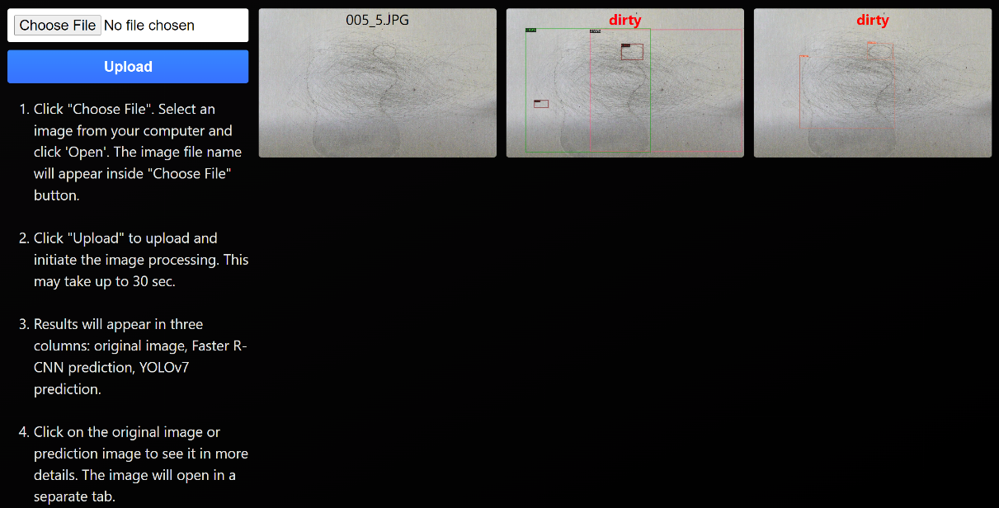 Choose File No file chosen
Upload
1. Click "Choose File". Select an
image from your computer and
click 'Open'. The image file name
will appear inside "Choose File"
button.
2. Click "Upload" to upload and
initiate the image processing. This
may take up to 30 sec.
3. Results will appear in three
columns: original image, Faster R-
CNN prediction, YOLOv7
prediction.
4. Click on the original image or
prediction image to see it in more
details. The image will open in a
separate tab.
005_5.JPG
dirty
dirty